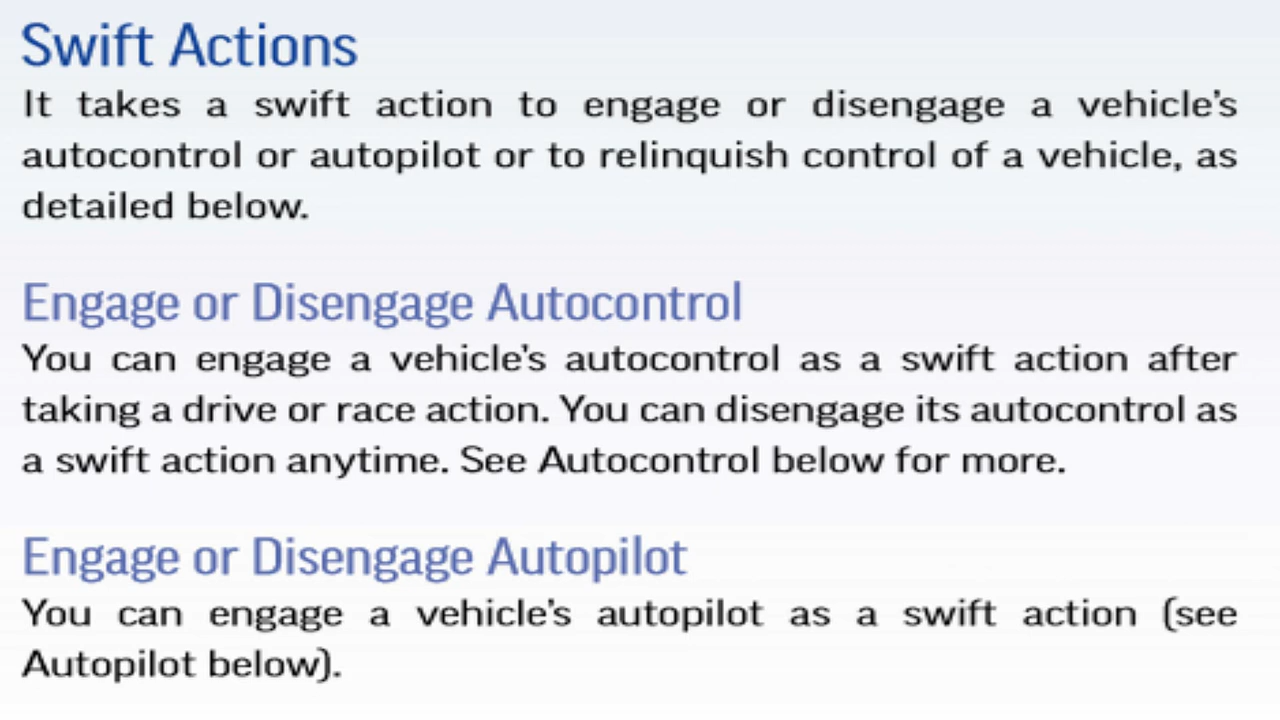 Swift Actions
It takes a swift action to engage or disengage a vehicle’s
autocontrol or autopilot or to relinquish control of a vehicle, as
detailed below.
Engage or Disengage Autocontrol
You can engage a vehicle’s autocontrol as a swift action after
taking a drive or race action. You can disengage its autocontrol as
a swift action anytime. See Autocontrol below for more.
Engage or Disengage Autopilot
You can engage a vehicle’s autopilot as a swift action (see
Autopilot below).